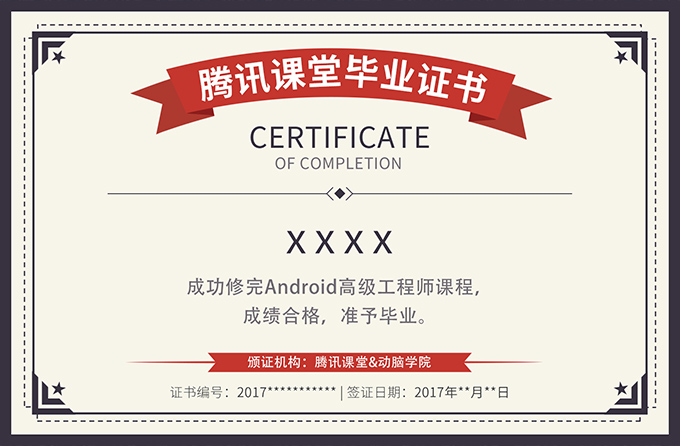 腾讯课堂毕业证书
CERTIFICATE
OF COMPLETION
XXXX
成功修完Android高级工程师课程，
成绩合格，准予毕业。
颁证机构：腾讯课堂&动脑学院
证书编号：2017*********** | 签证日期：2017年**月**日